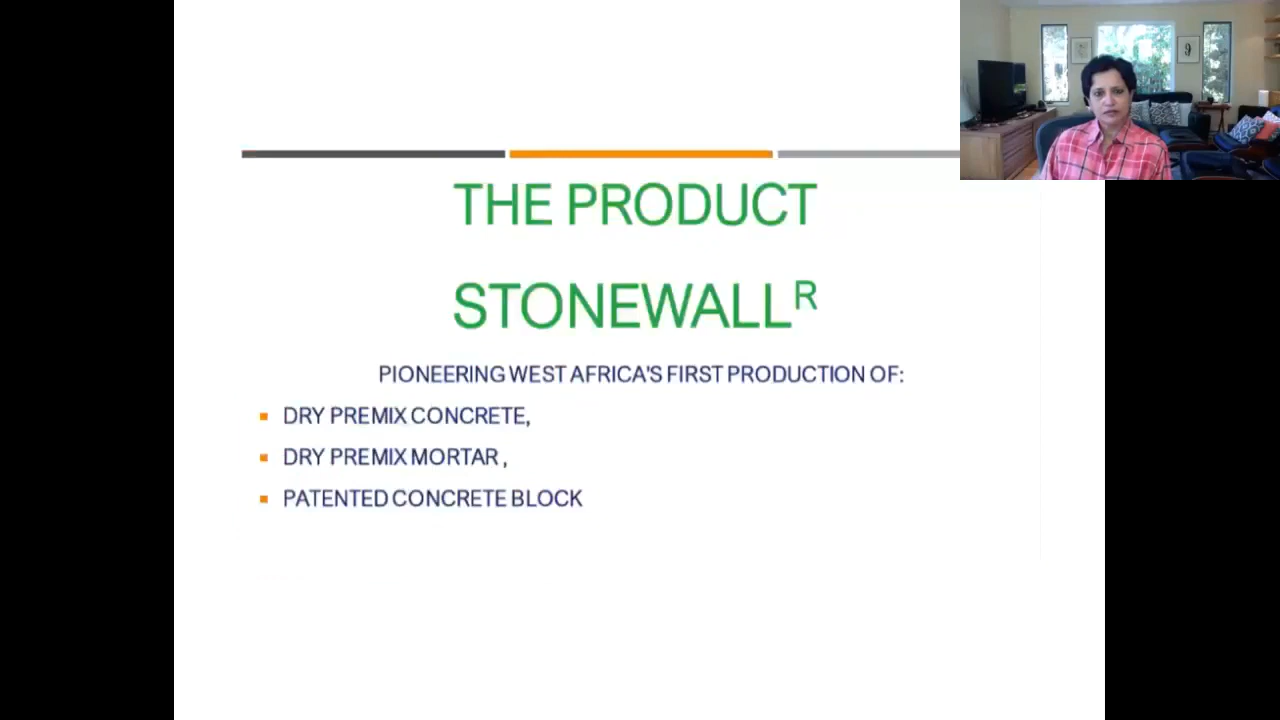 THE PRODUCT
STONEWALLR
PIONEERING WEST AFRICA'S FIRST PRODUCTION OF:
DRY PREMIX CONCRETE,
DRY PREMIX MORTAR ,
PATENTED CONCRETE BLOCK